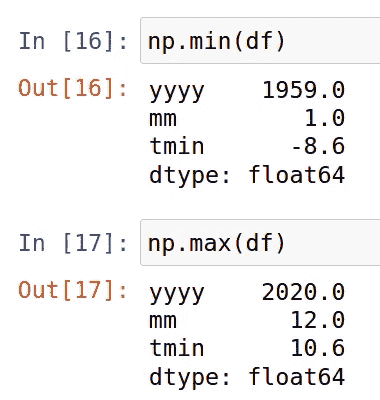 In [16]: np.min(df)
Out[16]: yyyy    1959.0
mm         1.0
tmin      -8.6
dtype: float64
In [17]: np.max(df)
Out[17]: yyyy    2020.0
mm        12.0
tmin      10.6
dtype: float64